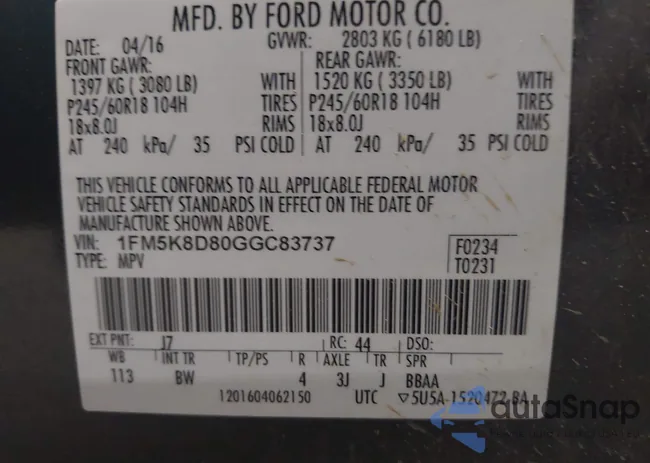 MFD. BY FORD MOTOR CO.
DATE: 04/16 GVWR: 2803 KG ( 6180 LB)
FRONT GAWR: REAR GAWR:
1397 KG ( 3080 LB) WITH 1520 KG ( 3350 LB) WITH
P245/60R18 104H TIRES P245/60R18 104H TIRES
18x8.0J RIMS 18x8.0J RIMS
AT 240 kPa/ 35 PSI COLD AT 240 kPa/ 35 PSI COLD
THIS VEHICLE CONFORMS TO ALL APPLICABLE FEDERAL MOTOR
VEHICLE SAFETY STANDARDS IN EFFECT ON THE DATE OF
MANUFACTURE SHOWN ABOVE.
VIN: 1FM5K8D80GGC83737 F0234
TYPE: MPV T0231
EXT PNT: J7 RC: 44 DSO:
WB INT TR TP/PS R AXLE TR SPR
113 BW 4 3J J BBAA
1201604062150 UTC ▽5U5A-1520472-BA
autoSnap